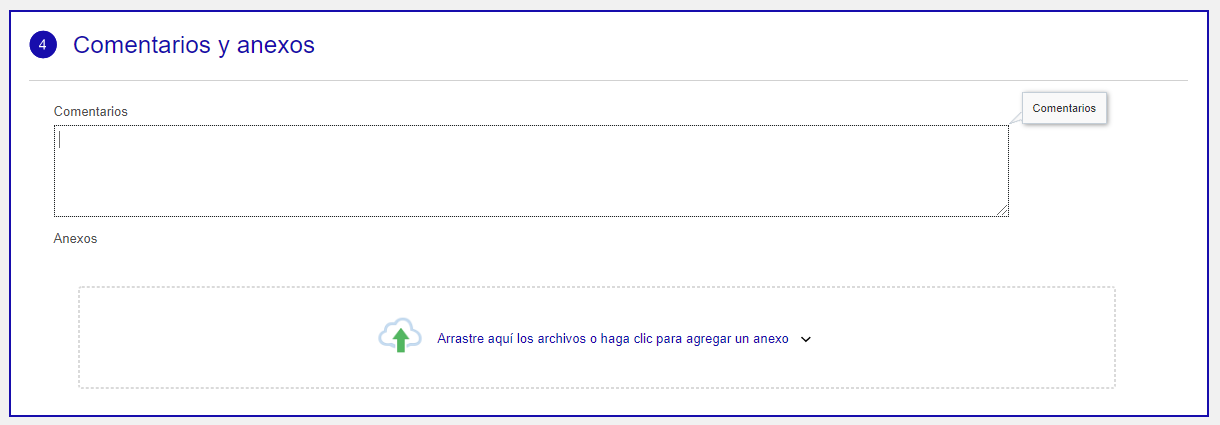 4 Comentarios y anexos
Comentarios
Comentarios
Anexos
Arrastre aquí los archivos o haga clic para agregar un anexo